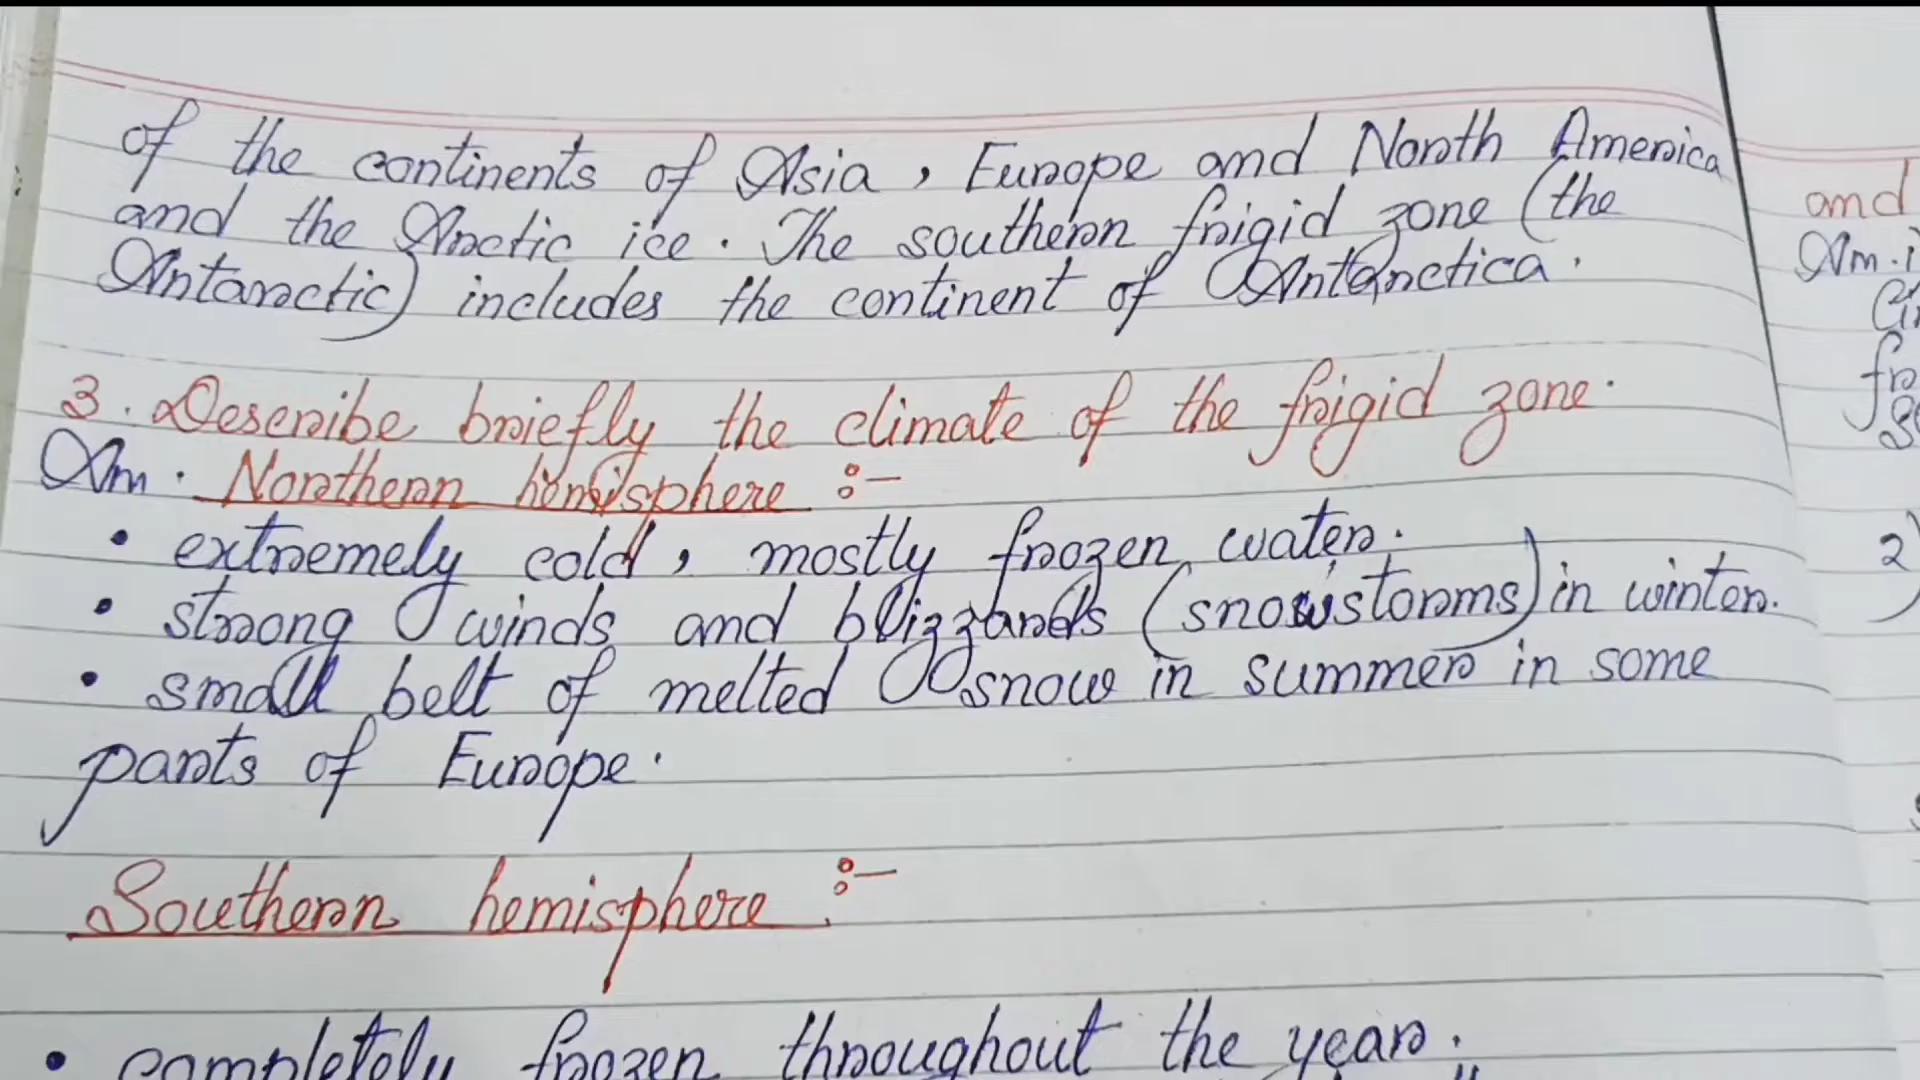 of the continents of Asia, Europe and North America
and the Arctic ice. The southern frigid zone (the
Antarctic) includes the continent of Antarctica.
3. Describe briefly the climate of the frigid zone.
Ans. Northern hemisphere :-
• extremely cold, mostly frozen water.
• strong winds and blizzards (snowstorms) in winter.
• small belt of melted snow in summer in some
parts of Europe.
Southern hemisphere :-
• completely frozen throughout the year.
and
Ans. i)
2)